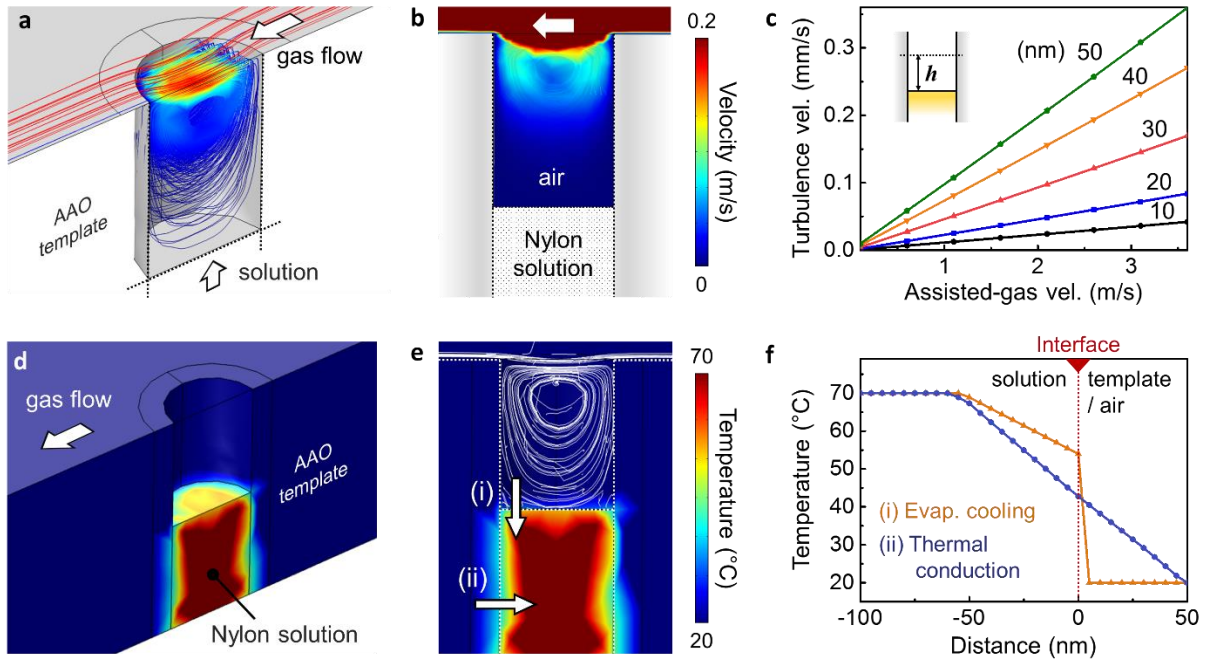 a
gas flow
AAO
template
solution
b
air
Nylon
solution
0.2
Velocity (m/s)
0
c
(nm)
50
40
30
20
10
h
0.3
0.2
0.1
0.0
1
2
3
Turbulence vel. (mm/s)
Assisted-gas vel. (m/s)
d
gas flow
AAO
template
Nylon solution
e
(i)
(ii)
70
Temperature (°C)
20
f
Interface
solution
template
/ air
(i) Evap. cooling
(ii) Thermal
conduction
70
60
50
40
30
20
-100
-50
0
50
Temperature (°C)
Distance (nm)